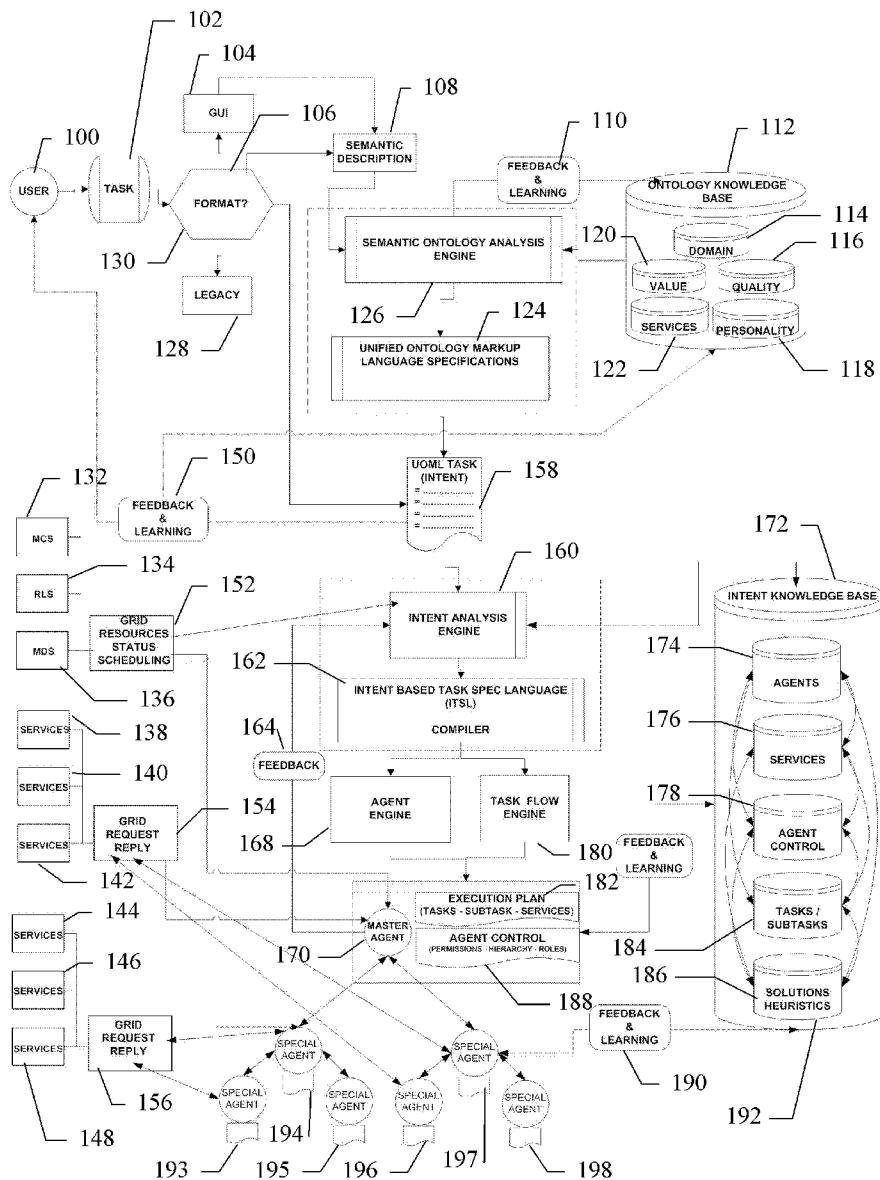 102
104
GUI
106
108
SEMANTIC
DESCRIPTION
100
USER
TASK
FORMAT?
130
LEGACY
128
110
FEEDBACK
&
LEARNING
112
ONTOLOGY KNOWLEDGE
BASE
114
DOMAIN
120
116
VALUE
QUALITY
SERVICES
PERSONALITY
122
118
SEMANTIC ONTOLOGY ANALYSIS
ENGINE
126
124
UNIFIED ONTOLOGY MARKUP
LANGUAGE SPECIFICATIONS
150
FEEDBACK
&
LEARNING
UOML TASK
(INTENT)
158
132
MCS
134
RLS
152
GRID
RESOURCES
STATUS
SCHEDULING
MDS
136
160
INTENT ANALYSIS
ENGINE
162
INTENT BASED TASK SPEC LANGUAGE
(ITSL)
COMPILER
164
FEEDBACK
172
INTENT KNOWLEDGE BASE
174
AGENTS
176
SERVICES
178
AGENT
CONTROL
184
TASKS /
SUBTASKS
186
SOLUTIONS
HEURISTICS
192
138
SERVICES
140
SERVICES
154
GRID
REQUEST
REPLY
SERVICES
142
AGENT
ENGINE
168
TASK FLOW
ENGINE
180
FEEDBACK
&
LEARNING
182
EXECUTION PLAN
(TASKS - SUBTASK - SERVICES)
MASTER
AGENT
170
AGENT CONTROL
(PERMISSIONS - HIERARCHY - ROLES)
188
144
SERVICES
146
SERVICES
GRID
REQUEST
REPLY
156
SERVICES
148
SPECIAL
AGENT
194
SPECIAL
AGENT
197
FEEDBACK
&
LEARNING
190
SPECIAL
AGENT
193
SPECIAL
AGENT
195
SPECIAL
AGENT
196
SPECIAL
AGENT
198